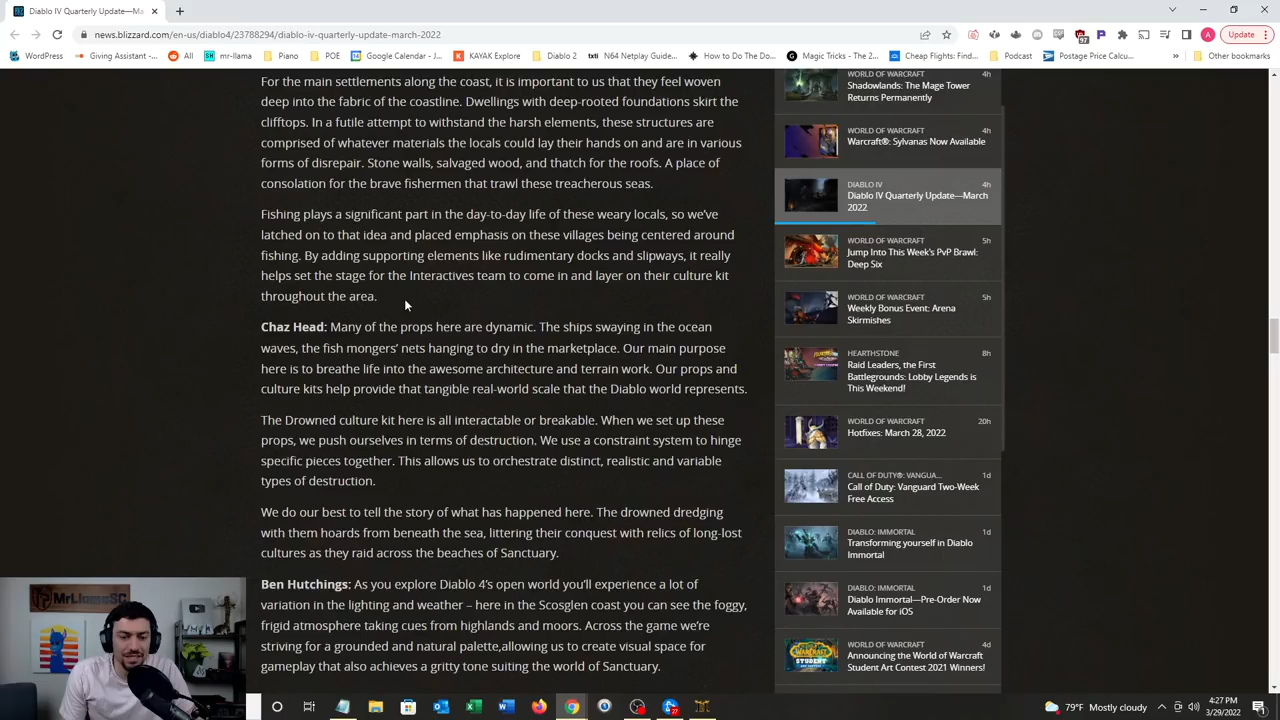 Diablo IV Quarterly Update—Ma
news.blizzard.com/en-us/diablo4/23788294/diablo-iv-quarterly-update-march-2022
A
Update
WordPress
Giving Assistant -...
All
mr-llama
Piano
POE
Google Calendar - J...
KAYAK Explore
Diablo 2
N64 Netplay Guide...
How to Do The Do...
Magic Tricks - The 2...
Cheap Flights: Find...
Podcast
Postage Price Calcu...
»
Other bookmarks
For the main settlements along the coast, it is important to us that they feel woven
deep into the fabric of the coastline. Dwellings with deep-rooted foundations skirt the
clifftops. In a futile attempt to withstand the harsh elements, these structures are
comprised of whatever materials the locals could lay their hands on and are in various
forms of disrepair. Stone walls, salvaged wood, and thatch for the roofs. A place of
consolation for the brave fishermen that trawl these treacherous seas.
Fishing plays a significant part in the day-to-day life of these weary locals, so we've
latched on to that idea and placed emphasis on these villages being centered around
fishing. By adding supporting elements like rudimentary docks and slipways, it really
helps set the stage for the Interactives team to come in and layer on their culture kit
throughout the area.
Chaz Head: Many of the props here are dynamic. The ships swaying in the ocean
waves, the fish mongers' nets hanging to dry in the marketplace. Our main purpose
here is to breathe life into the awesome architecture and terrain work. Our props and
culture kits help provide that tangible real-world scale that the Diablo world represents.
The Drowned culture kit here is all interactable or breakable. When we set up these
props, we push ourselves in terms of destruction. We use a constraint system to hinge
specific pieces together. This allows us to orchestrate distinct, realistic and variable
types of destruction.
We do our best to tell the story of what has happened here. The drowned dredging
with them hoards from beneath the sea, littering their conquest with relics of long-lost
cultures as they raid across the beaches of Sanctuary.
Ben Hutchings: As you explore Diablo 4's open world you'll experience a lot of
variation in the lighting and weather – here in the Scosglen coast you can see the foggy,
frigid atmosphere taking cues from highlands and moors. Across the game we're
striving for a grounded and natural palette,allowing us to create visual space for
gameplay that also achieves a gritty tone suiting the world of Sanctuary.
WORLD OF WARCRAFT 4h
Shadowlands: The Mage Tower
Returns Permanently
WORLD OF WARCRAFT 4h
Warcraft®: Sylvanas Now Available
DIABLO IV 4h
Diablo IV Quarterly Update—March
2022
WORLD OF WARCRAFT 5h
Jump Into This Week's PvP Brawl:
Deep Six
WORLD OF WARCRAFT 5h
Weekly Bonus Event: Arena
Skirmishes
HEARTHSTONE 8h
Raid Leaders, the First
Battlegrounds: Lobby Legends is
This Weekend!
WORLD OF WARCRAFT 20h
Hotfixes: March 28, 2022
CALL OF DUTY®: VANGUA... 1d
Call of Duty: Vanguard Two-Week
Free Access
DIABLO: IMMORTAL 1d
Transforming yourself in Diablo
Immortal
DIABLO: IMMORTAL 1d
Diablo Immortal—Pre-Order Now
Available for iOS
WORLD OF WARCRAFT 4d
Announcing the World of Warcraft
Student Art Contest 2021 Winners!
MrLlamaSC
79°F Mostly cloudy
4:27 PM
3/29/2022